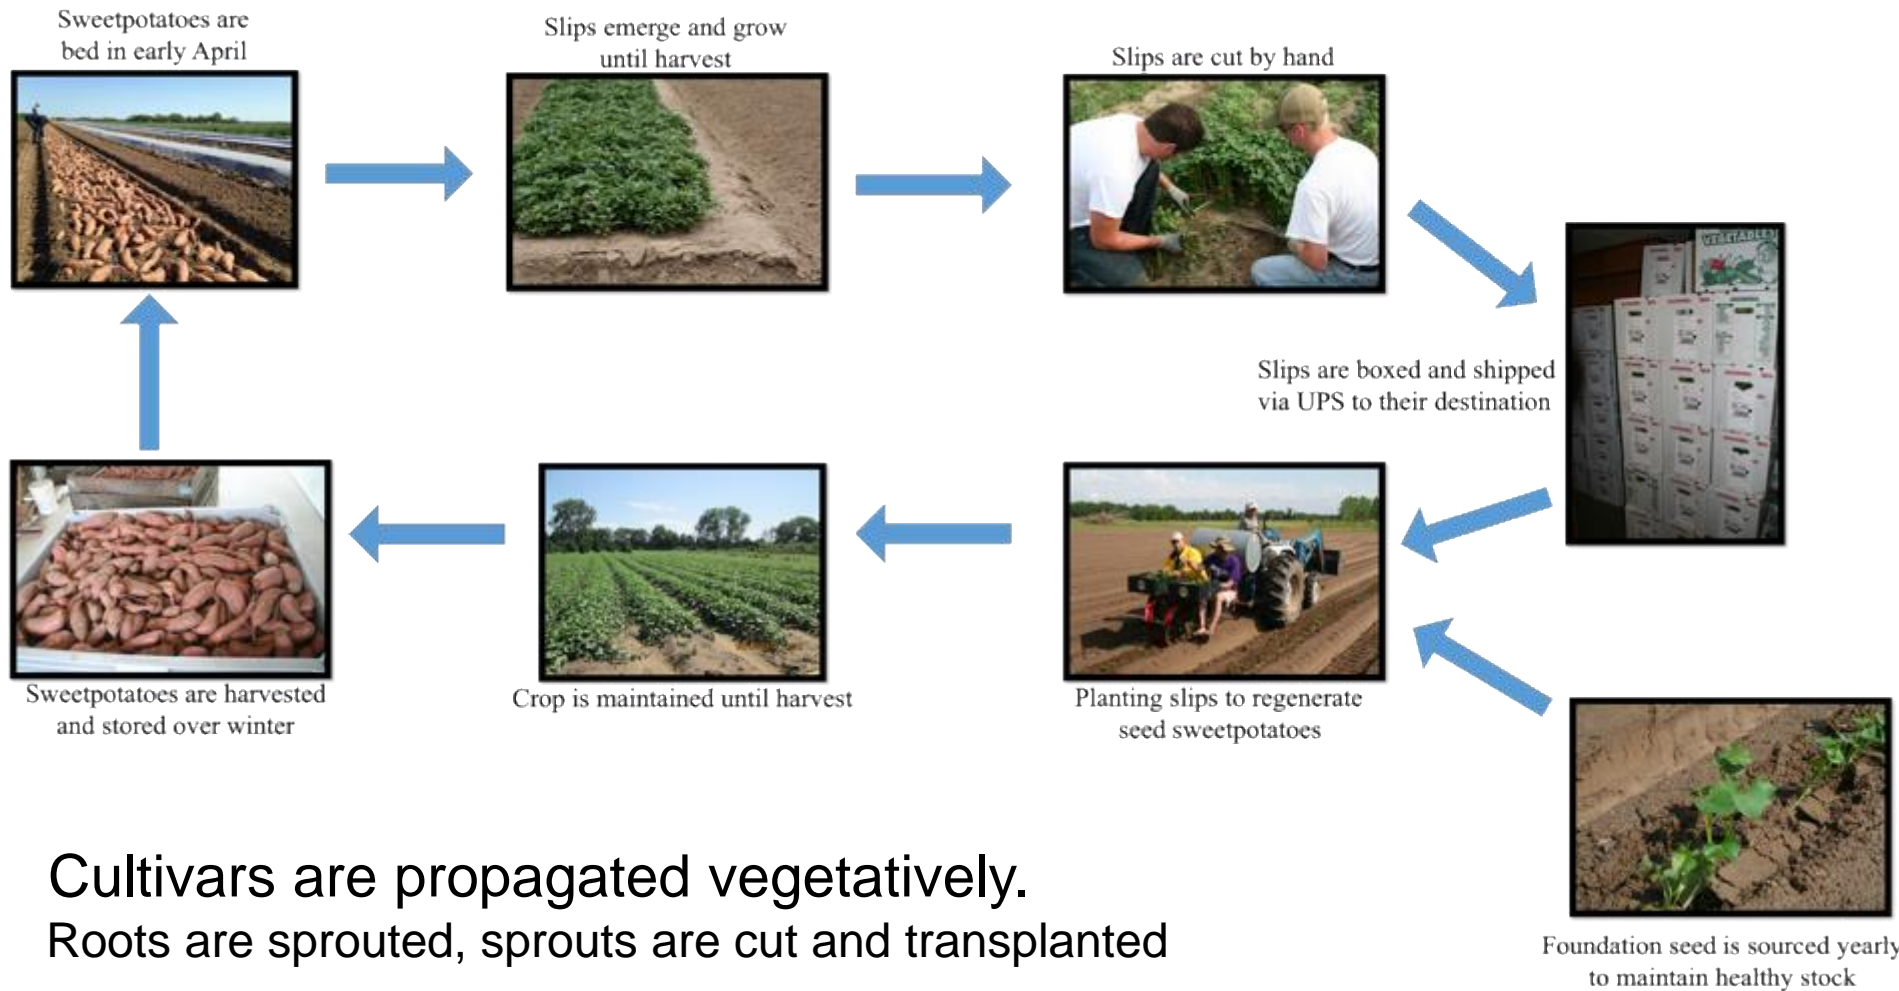 Sweetpotatoes are
bed in early April
Slips emerge and grow
until harvest
Slips are cut by hand
VEGETABLES
Slips are boxed and shipped
via UPS to their destination
Sweetpotatoes are harvested
and stored over winter
Crop is maintained until harvest
Planting slips to regenerate
seed sweetpotatoes
Cultivars are propagated vegetatively.
Roots are sprouted, sprouts are cut and transplanted
Foundation seed is sourced yearly
to maintain healthy stock